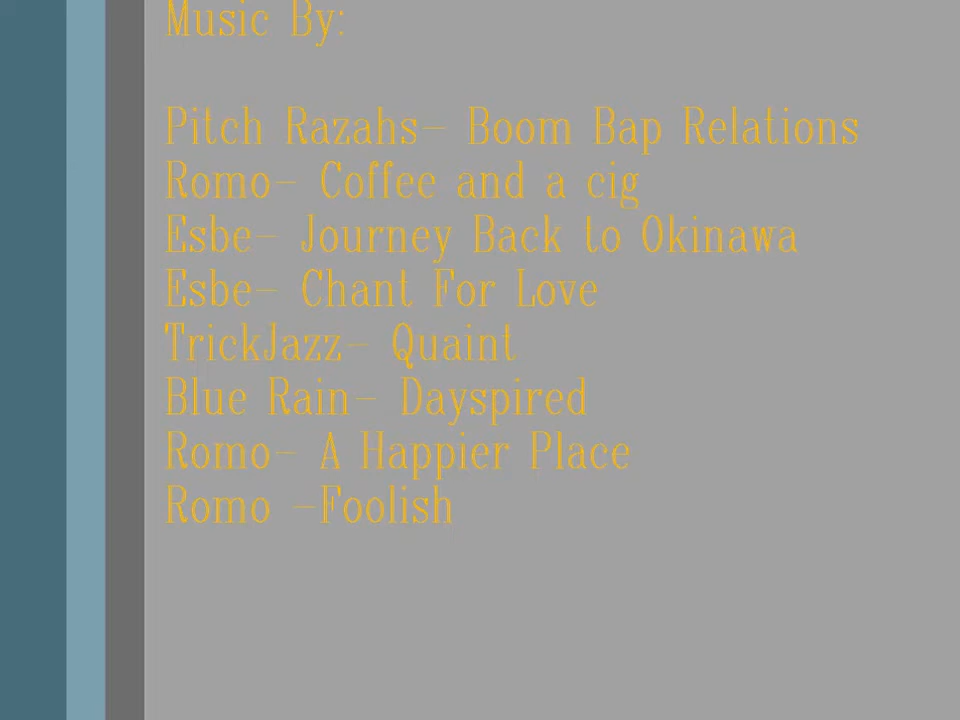 Music By:
Pitch Razahs- Boom Bap Relations
Romo- Coffee and a cig
Esbe- Journey Back to Okinawa
Esbe- Chant For Love
TrickJazz- Quaint
Blue Rain- Dayspired
Romo- A Happier Place
Romo -Foolish